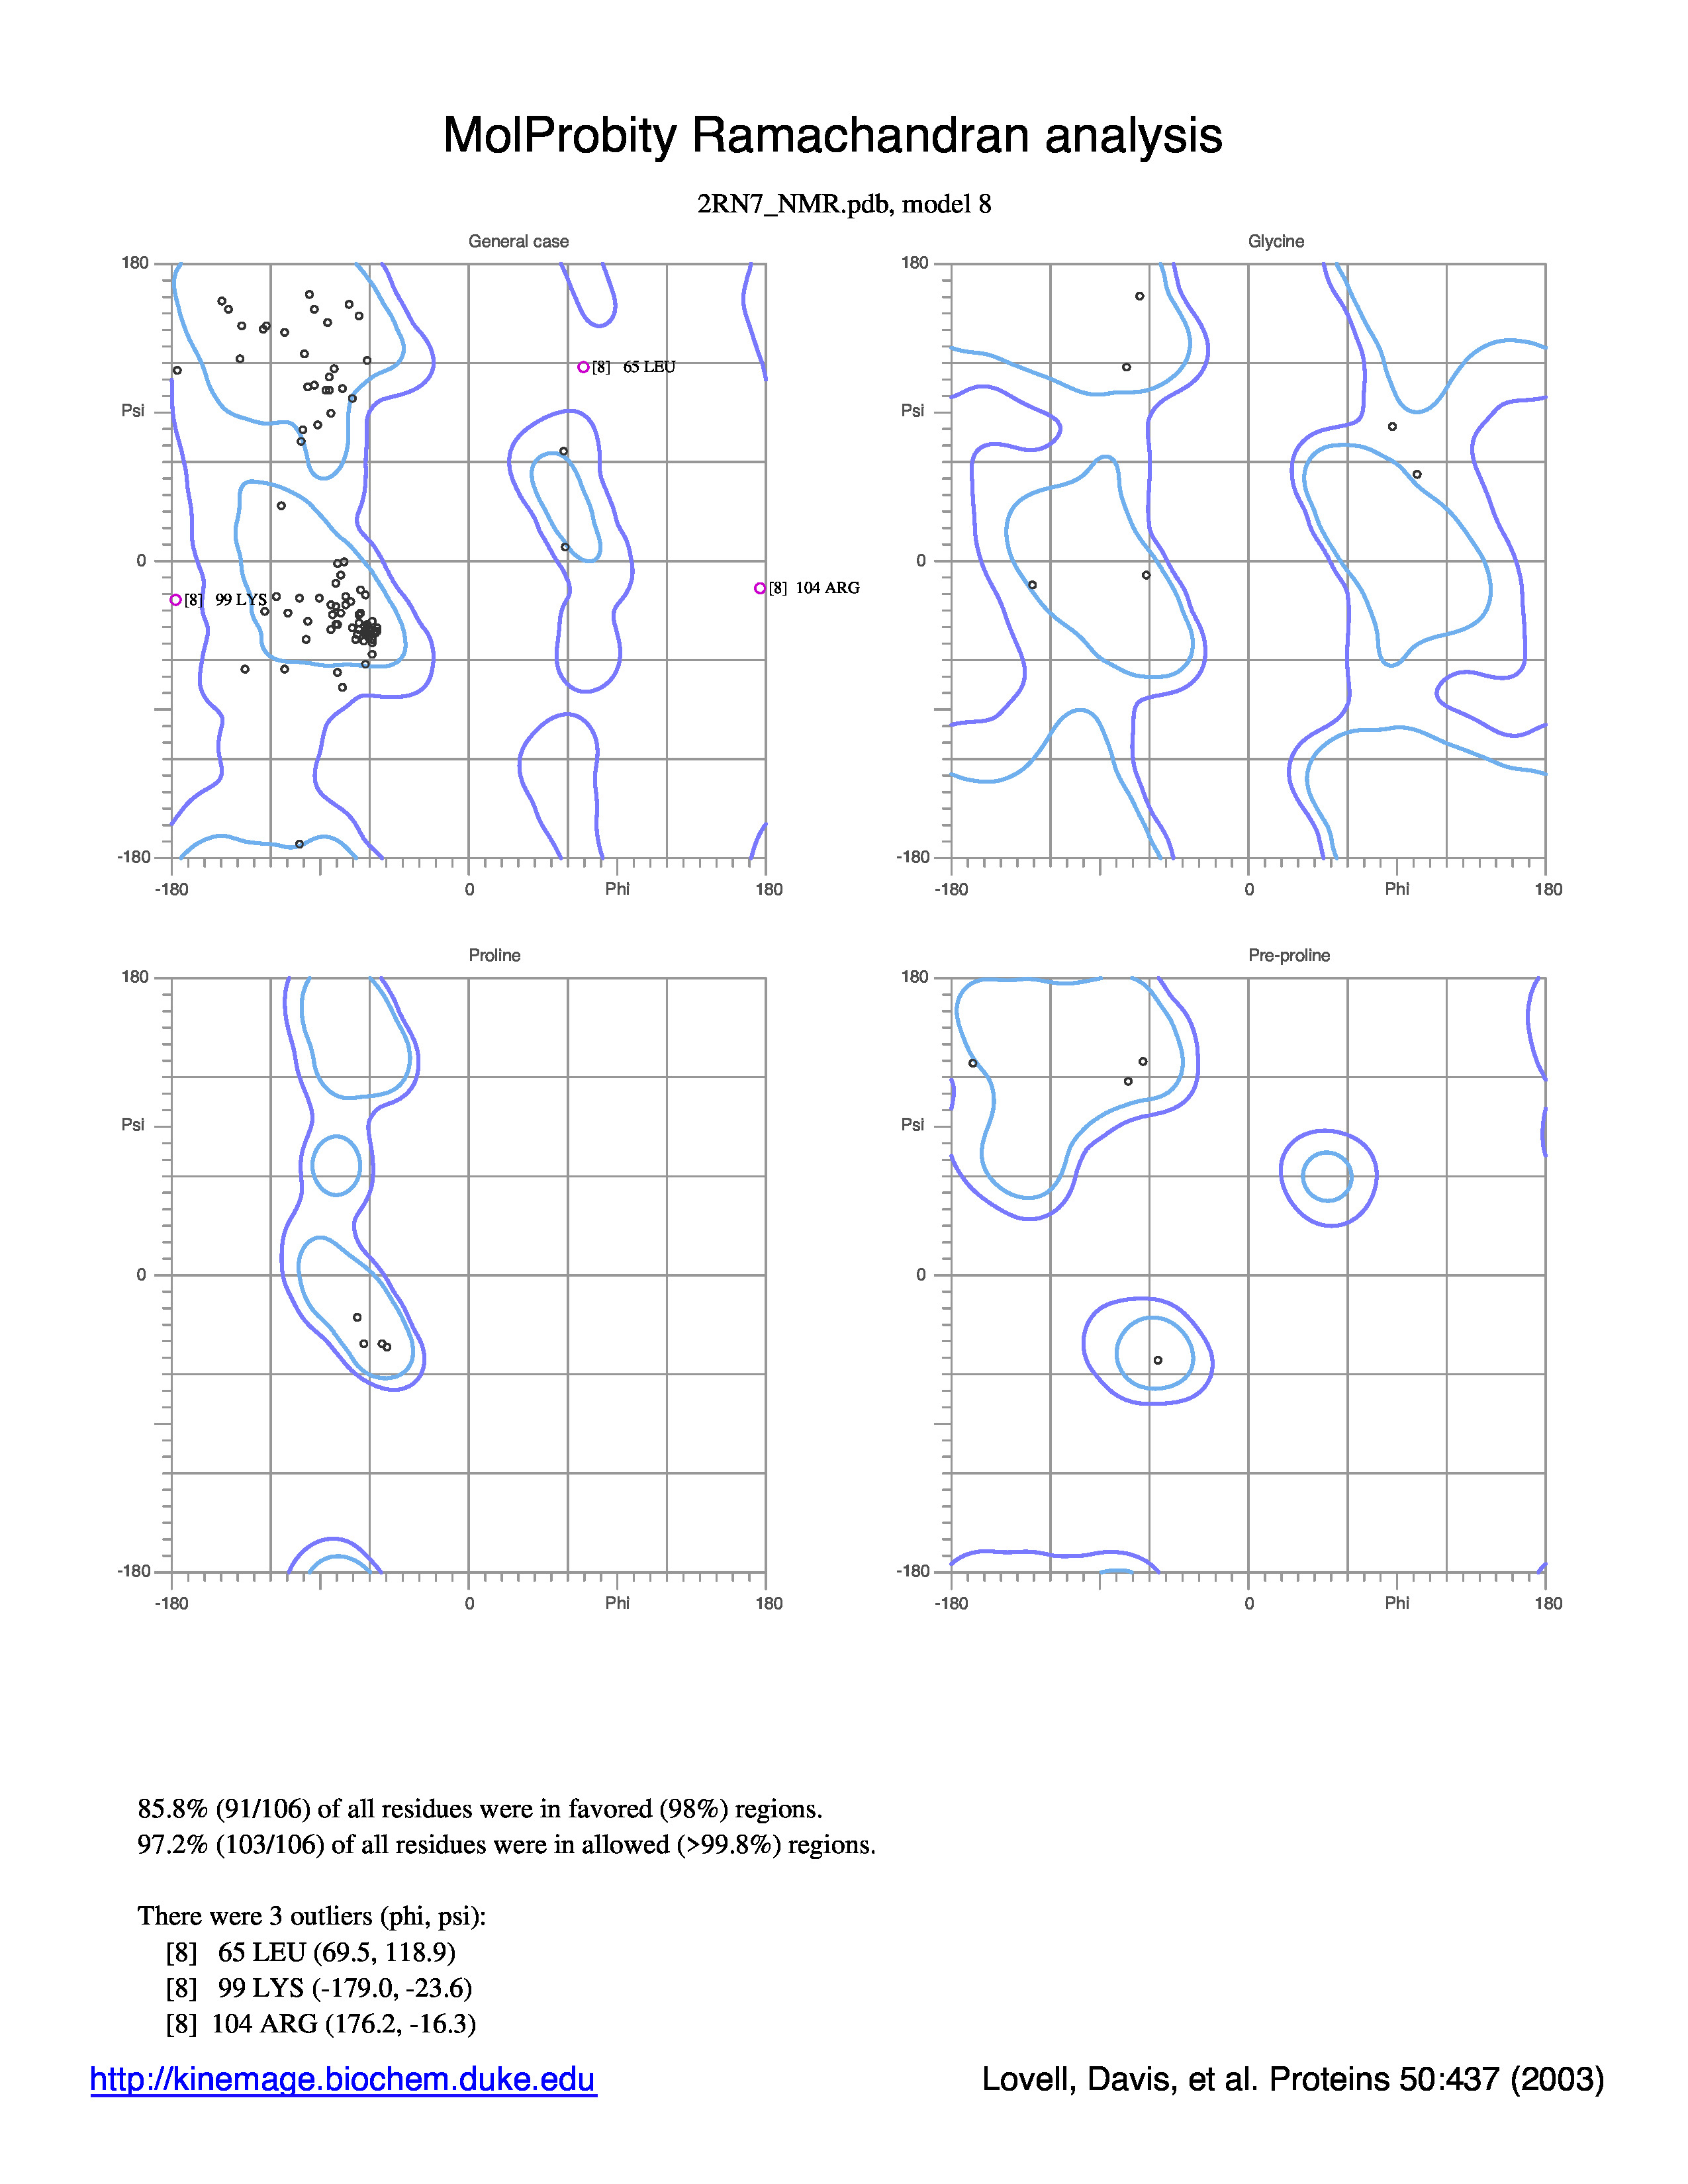 MolProbity Ramachandran analysis
2RN7_NMR.pdb, model 8
General case
180
Psi
0
-180
-180
0
Phi
180
[8] 65 LEU
[8] 99 LYS
[8] 104 ARG
Glycine
180
Psi
0
-180
-180
0
Phi
180
Proline
180
Psi
0
-180
-180
0
Phi
180
Pre-proline
180
Psi
0
-180
-180
0
Phi
180
85.8% (91/106) of all residues were in favored (98%) regions.
97.2% (103/106) of all residues were in allowed (>99.8%) regions.
There were 3 outliers (phi, psi):
[8] 65 LEU (69.5, 118.9)
[8] 99 LYS (-179.0, -23.6)
[8] 104 ARG (176.2, -16.3)
http://kinemage.biochem.duke.edu
Lovell, Davis, et al. Proteins 50:437 (2003)